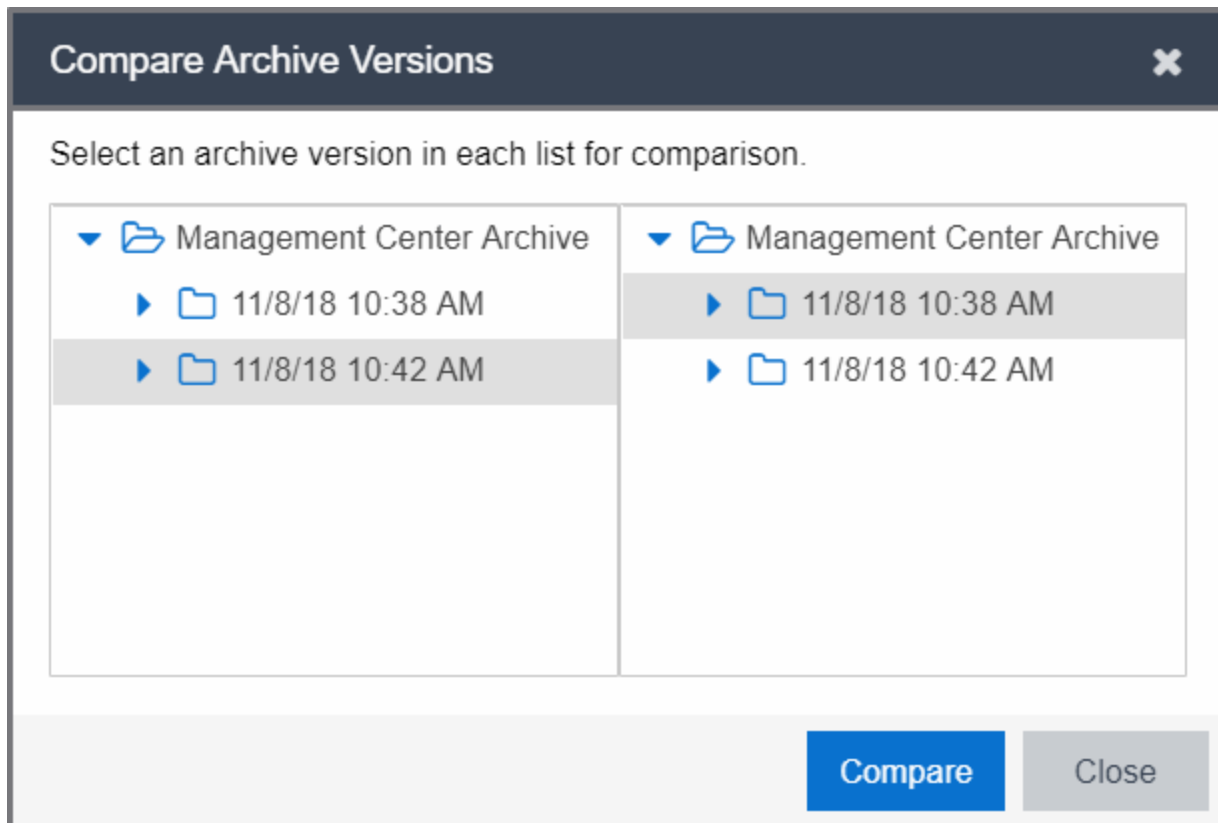 Compare Archive Versions
Select an archive version in each list for comparison.
Management Center Archive
11/8/18 10:38 AM
11/8/18 10:42 AM
Management Center Archive
11/8/18 10:38 AM
11/8/18 10:42 AM
Compare
Close